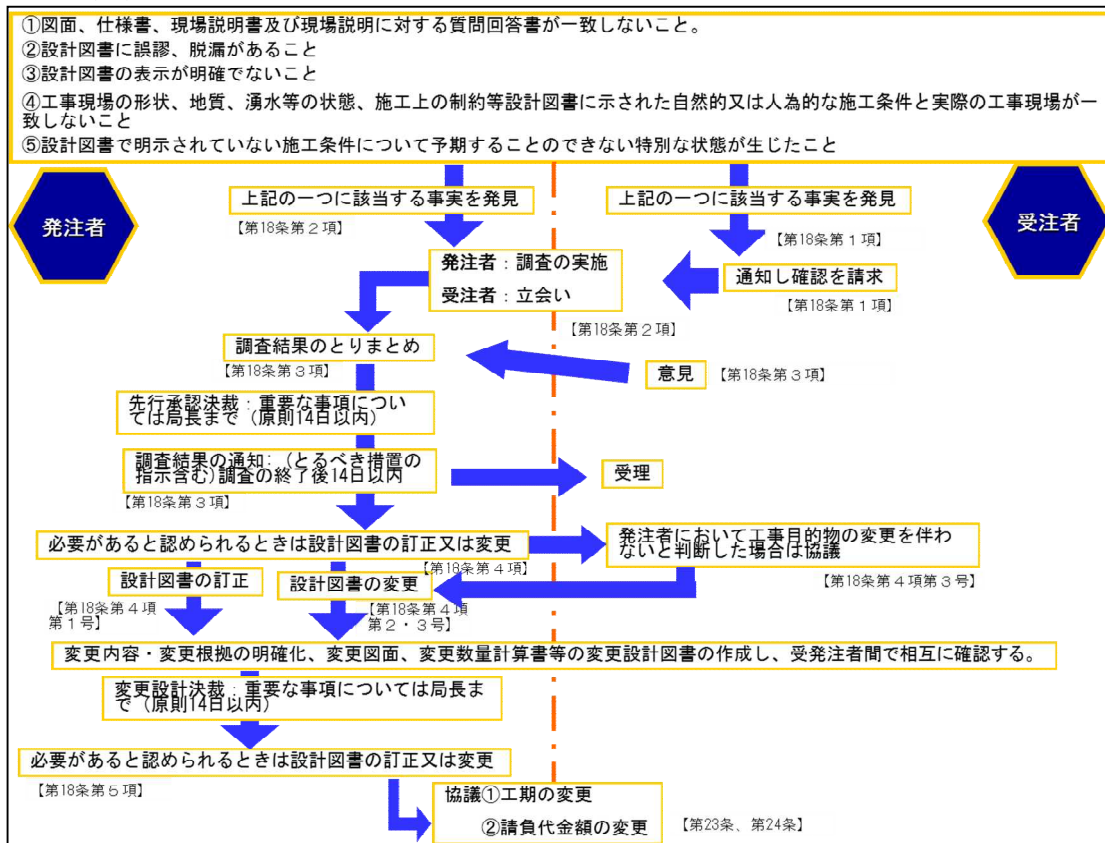 ①図面、仕様書、現場説明書及び現場説明に対する質問回答書が一致しないこと。
②設計図書に誤謬、脱漏があること
③設計図書の表示が明確でないこと
④工事現場の形状、地質、湧水等の状態、施工上の制約等設計図書に示された自然的又は人為的な施工条件と実際の工事現場が一
致しないこと
⑤設計図書で明示されていない施工条件について予期することのできない特別な状態が生じたこと
発注者
受注者
上記の一つに該当する事実を発見
上記の一つに該当する事実を発見
【第18条第２項】
【第18条第１項】
発注者：調査の実施
受注者：立会い
通知し確認を請求
【第18条第１項】
【第18条第２項】
調査結果のとりまとめ
【第18条第３項】
意見
【第18条第３項】
先行承認決裁：重要な事項につい
ては局長まで（原則14日以内）
調査結果の通知：（とるべき措置の
指示含む）調査の終了後14日以内
受理
【第18条第３項】
必要があると認められるときは設計図書の訂正又は変更
発注者において工事目的物の変更を伴わ
ないと判断した場合は協議
【第18条第４項】
【第18条第４項第３号】
設計図書の訂正
設計図書の変更
【第18条第４項
第１号】
【第18条第４項
第２・３号】
変更内容・変更根拠の明確化、変更図面、変更数量計算書等の変更設計図書の作成し、受発注者間で相互に確認する。
変更設計決裁：重要な事項については局長ま
で（原則14日以内）
必要があると認められるときは設計図書の訂正又は変更
【第18条第５項】
協議①工期の変更
②請負代金額の変更
【第23条、第24条】